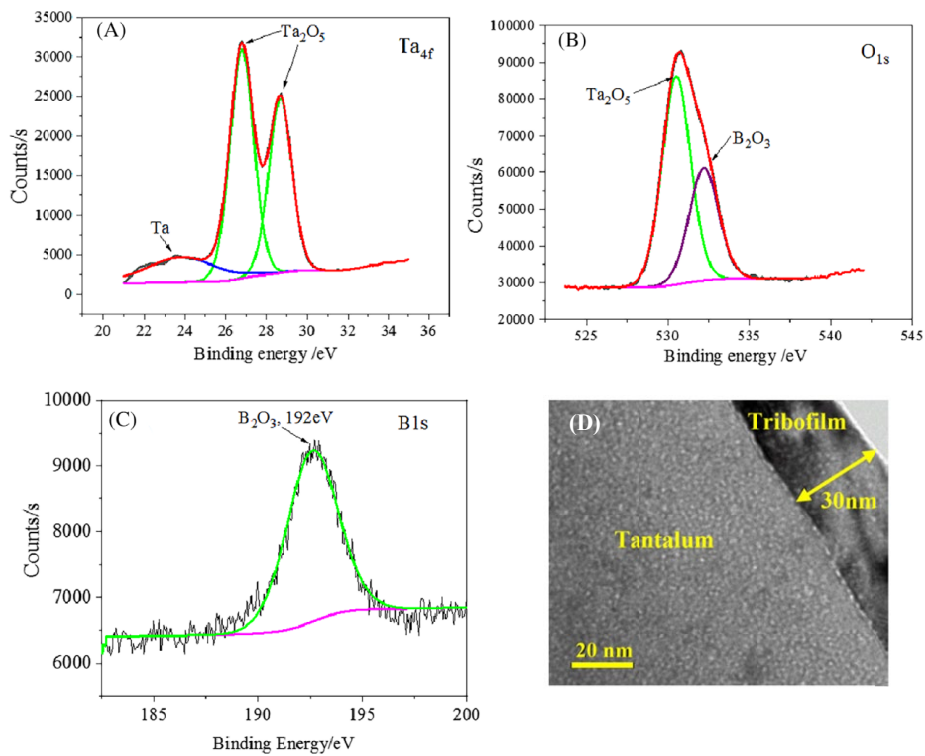 (A)
Ta₄f
Ta₂O₅
Ta
Counts/s
35000
30000
25000
20000
15000
10000
5000
0
20 22 24 26 28 30 32 34 36
Binding energy /eV
(B)
O₁s
Ta₂O₅
B₂O₃
Counts/s
100000
90000
80000
70000
60000
50000
40000
30000
20000
525 530 535 540 545
Binding energy /eV
(C)
B₂O₃, 192eV
B1s
Counts/s
10000
9000
8000
7000
6000
185 190 195 200
Binding Energy/eV
(D)
Tribofilm
30nm
Tantalum
20 nm